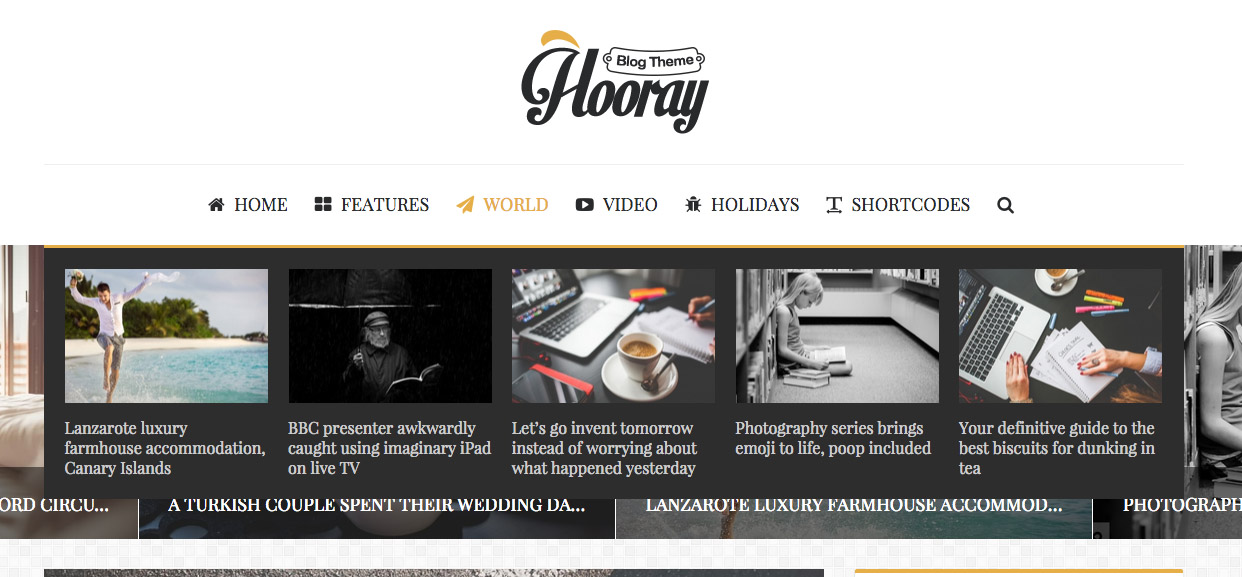 Blog Theme
Hooray
HOME FEATURES WORLD VIDEO HOLIDAYS SHORTCODES
Lanzarote luxury
farmhouse accommodation,
Canary Islands
BBC presenter awkwardly
caught using imaginary iPad
on live TV
Let’s go invent tomorrow
instead of worrying about
what happened yesterday
Photography series brings
emoji to life, poop included
Your definitive guide to the
best biscuits for dunking in
tea
ORD CIRCU...
A TURKISH COUPLE SPENT THEIR WEDDING DA...
LANZAROTE LUXURY FARMHOUSE ACCOMMOD...
PHOTOGRAPH